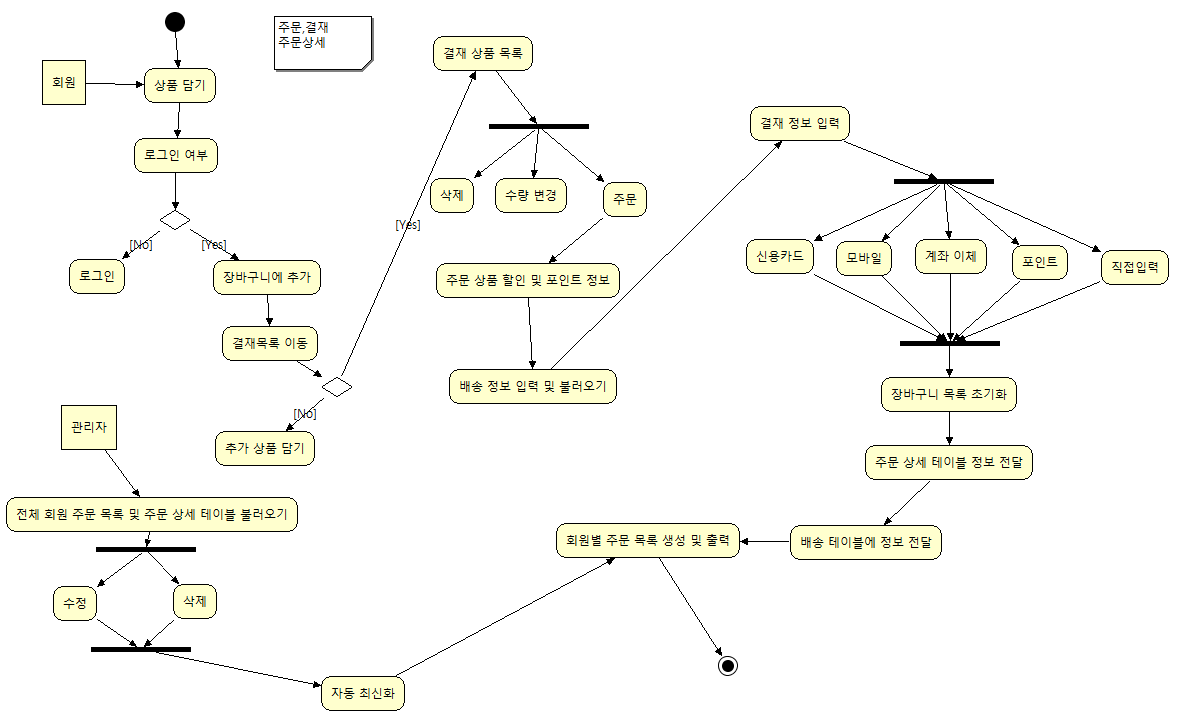 주문,결재
주문상세
회원
상품 담기
로그인 여부
[No]
[Yes]
로그인
장바구니에 추가
결재목록 이동
[Yes]
[No]
추가 상품 담기
결재 상품 목록
삭제
수량 변경
주문
주문 상품 할인 및 포인트 정보
배송 정보 입력 및 불러오기
결재 정보 입력
신용카드
모바일
계좌 이체
포인트
직접입력
장바구니 목록 초기화
주문 상세 테이블 정보 전달
배송 테이블에 정보 전달
회원별 주문 목록 생성 및 출력
관리자
전체 회원 주문 목록 및 주문 상세 테이블 불러오기
수정
삭제
자동 최신화